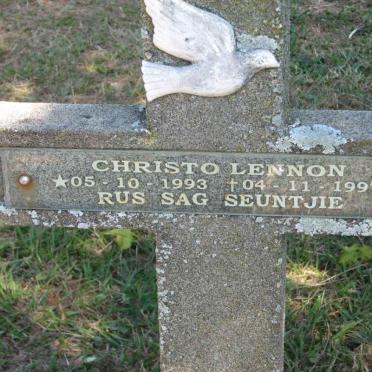 CHRISTO LENNON
★05-10-1993 †04-11-199
RUS SAG SEUNTJIE